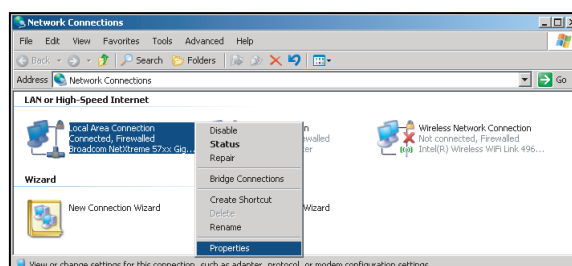 Network Connections
File Edit View Favorites Tools Advanced Help
Back Search Folders
Address Network Connections Go
LAN or High-Speed Internet
Local Area Connection
Connected, Firewalled
Broadcom NetXtreme 57xx Gig...
Disable
Status
Repair
Bridge Connections
Create Shortcut
Delete
Rename
Properties
Wireless Network Connection
Not connected, Firewalled
Intel(R) Wireless WiFi Link 496...
Wizard
New Connection Wizard
Wizard
View or change settings for this connection, such as adapter, protocol, or modem configuration settings.